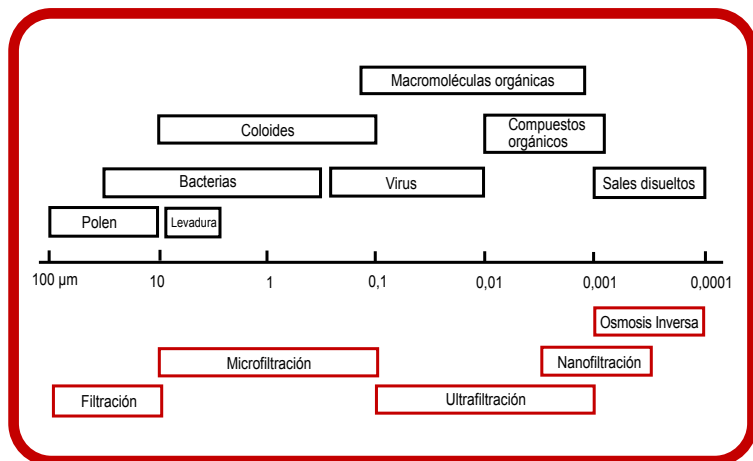 Macromoléculas orgánicas
Coloides
Compuestos
orgánicos
Bacterias
Virus
Sales disueltos
Polen
Levadura
100 µm 10 1 0,1 0,01 0,001 0,0001
Osmosis Inversa
Microfiltración
Nanofiltración
Filtración
Ultrafiltración